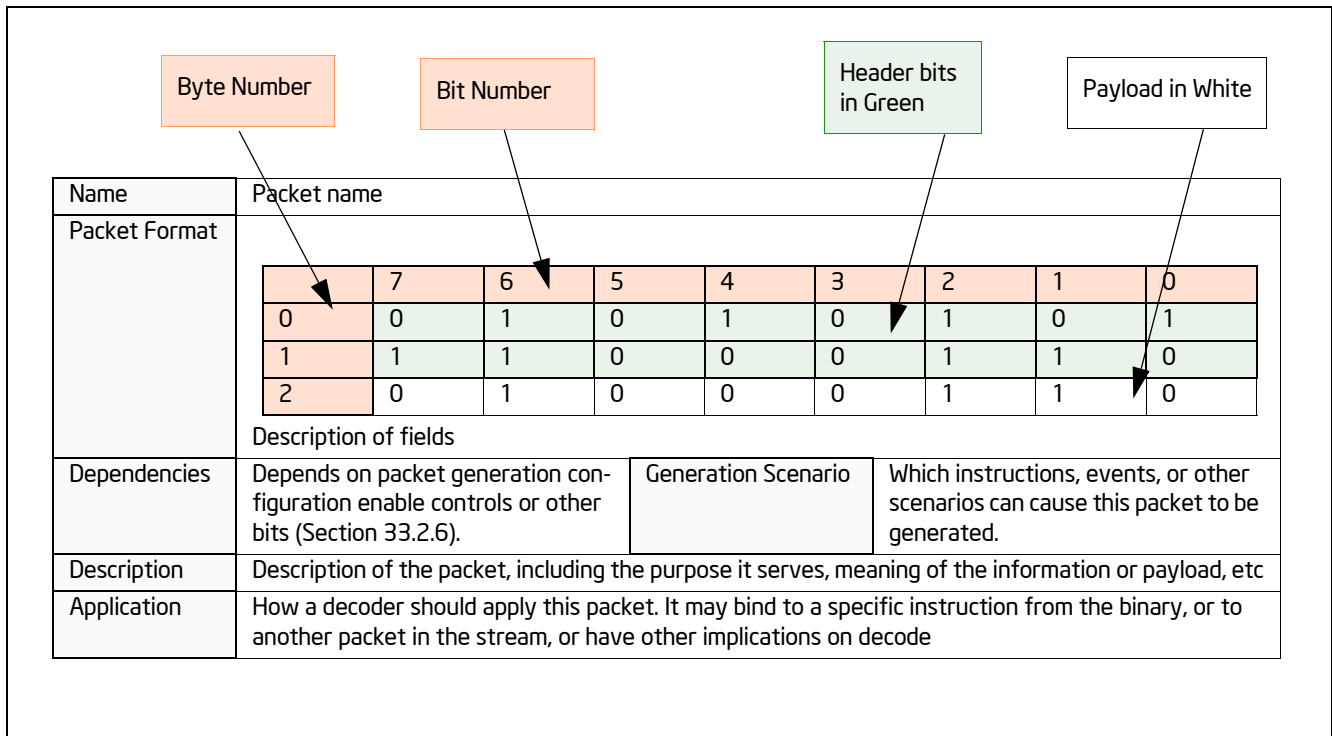 Byte Number
Bit Number
Header bits
in Green
Payload in White
Name
Packet name
Packet Format
7 6 5 4 3 2 1 0
0 0 1 0 1 0 1 0 1
1 1 1 0 0 0 1 1 0
2 0 1 0 0 0 1 1 0
Description of fields
Dependencies
Depends on packet generation con-
figuration enable controls or other
bits (Section 33.2.6).
Generation Scenario
Which instructions, events, or other
scenarios can cause this packet to be
generated.
Description
Description of the packet, including the purpose it serves, meaning of the information or payload, etc
Application
How a decoder should apply this packet. It may bind to a specific instruction from the binary, or to
another packet in the stream, or have other implications on decode